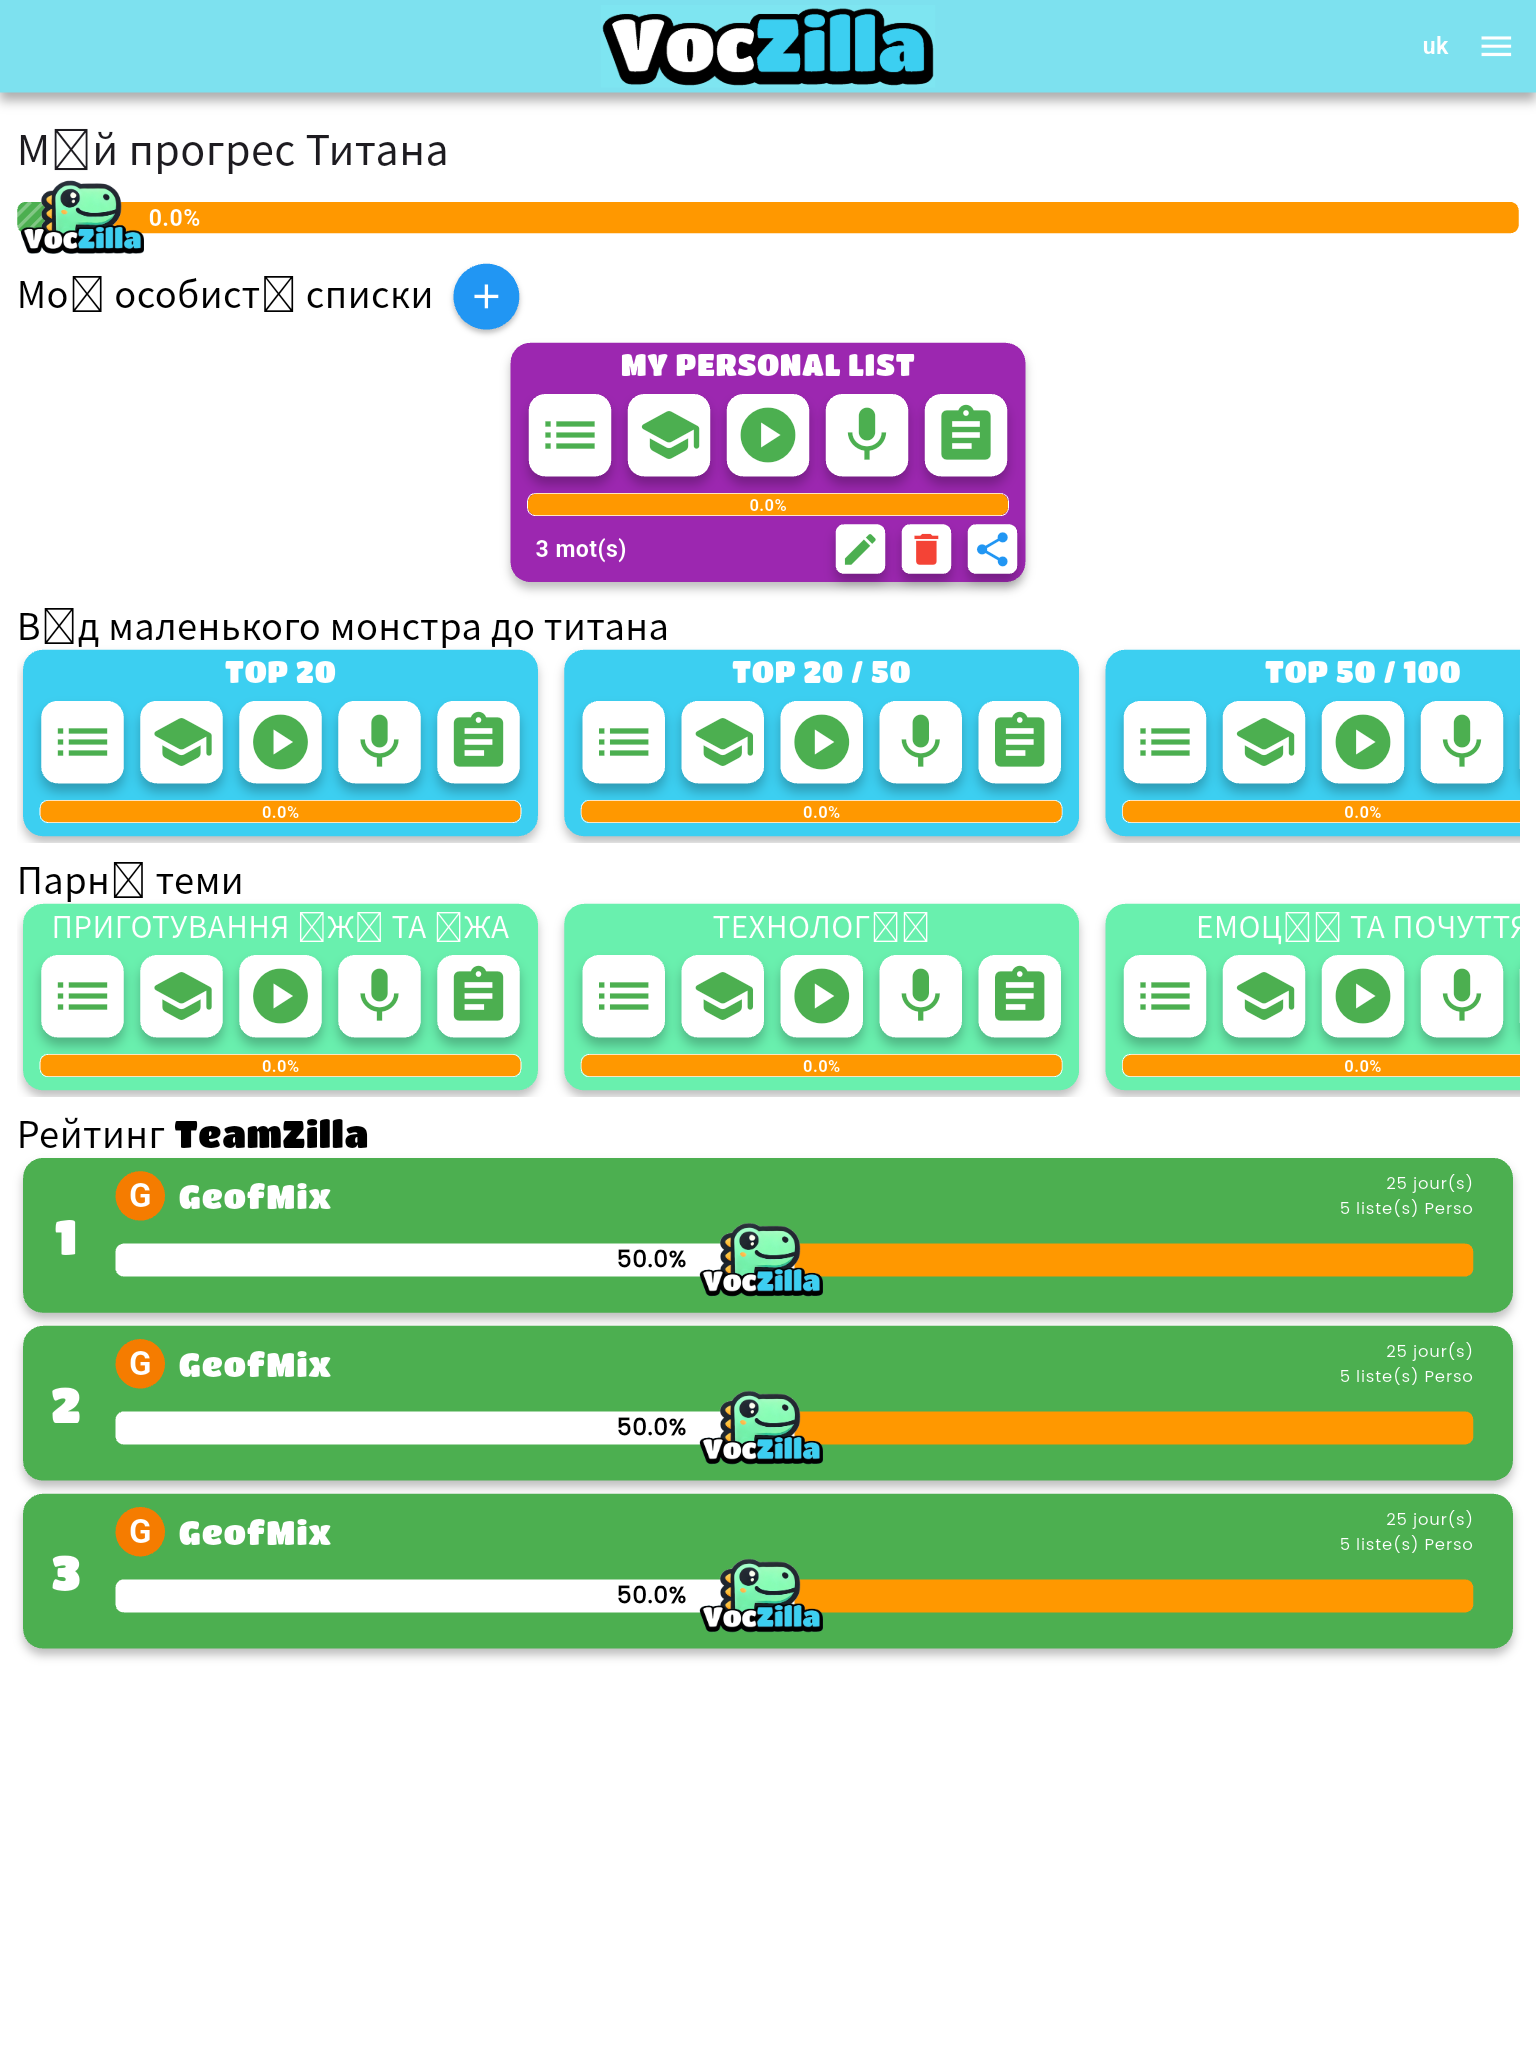 VocZilla
uk
М☒й прогрес Титана
VocZilla
0.0%
Мо☒ особист☒ списки
MY PERSONAL LIST
0.0%
3 mot(s)
В☒д маленького монстра до титана
TOP 20
TOP 20 / 50
TOP 50 / 100
0.0%
0.0%
0.0%
Парн☒ теми
ПРИГОТУВАННЯ ☒Ж☒ ТА ☒ЖА
ТЕХНОЛОГ☒☒
ЕМОЦ☒☒ ТА ПОЧУТТЯ
0.0%
0.0%
0.0%
Рейтинг TeamZilla
1
G GeofMix
25 jour(s)
5 liste(s) Perso
50.0%
VocZilla
2
G GeofMix
25 jour(s)
5 liste(s) Perso
50.0%
VocZilla
3
G GeofMix
25 jour(s)
5 liste(s) Perso
50.0%
VocZilla